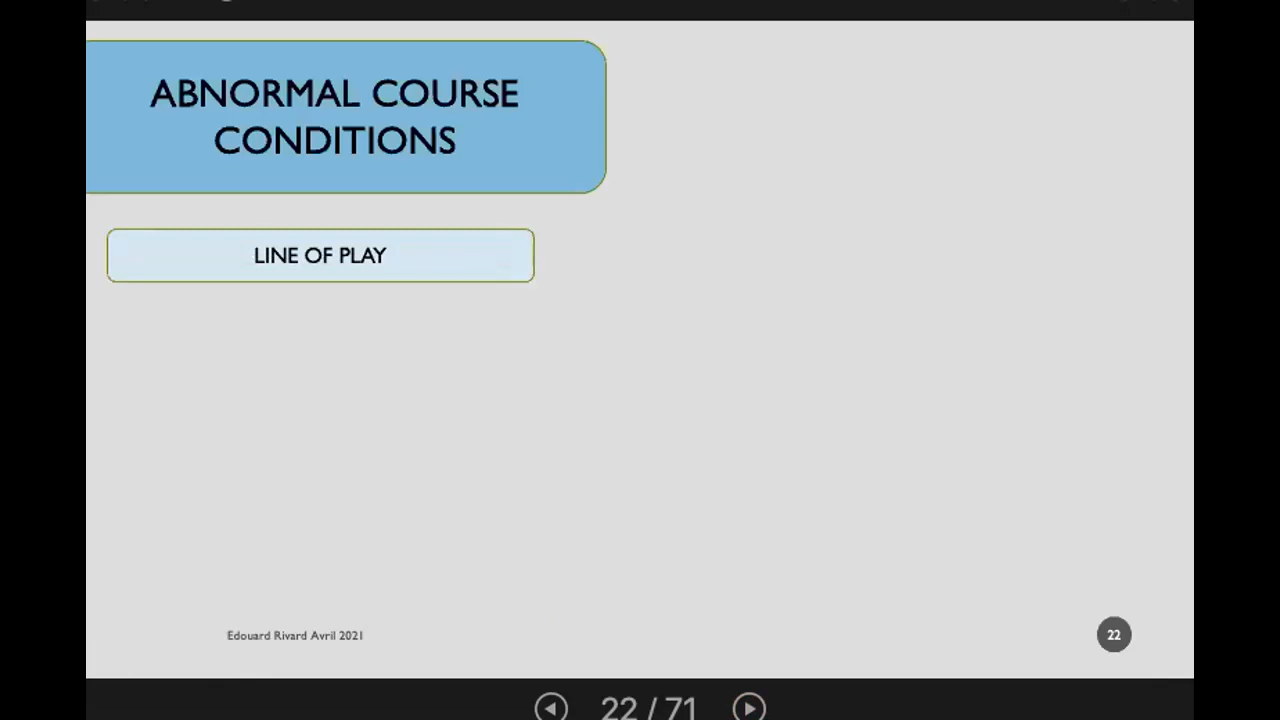 ABNORMAL COURSE
CONDITIONS
LINE OF PLAY
Edouard Rivard Avril 2021
22
22 / 71